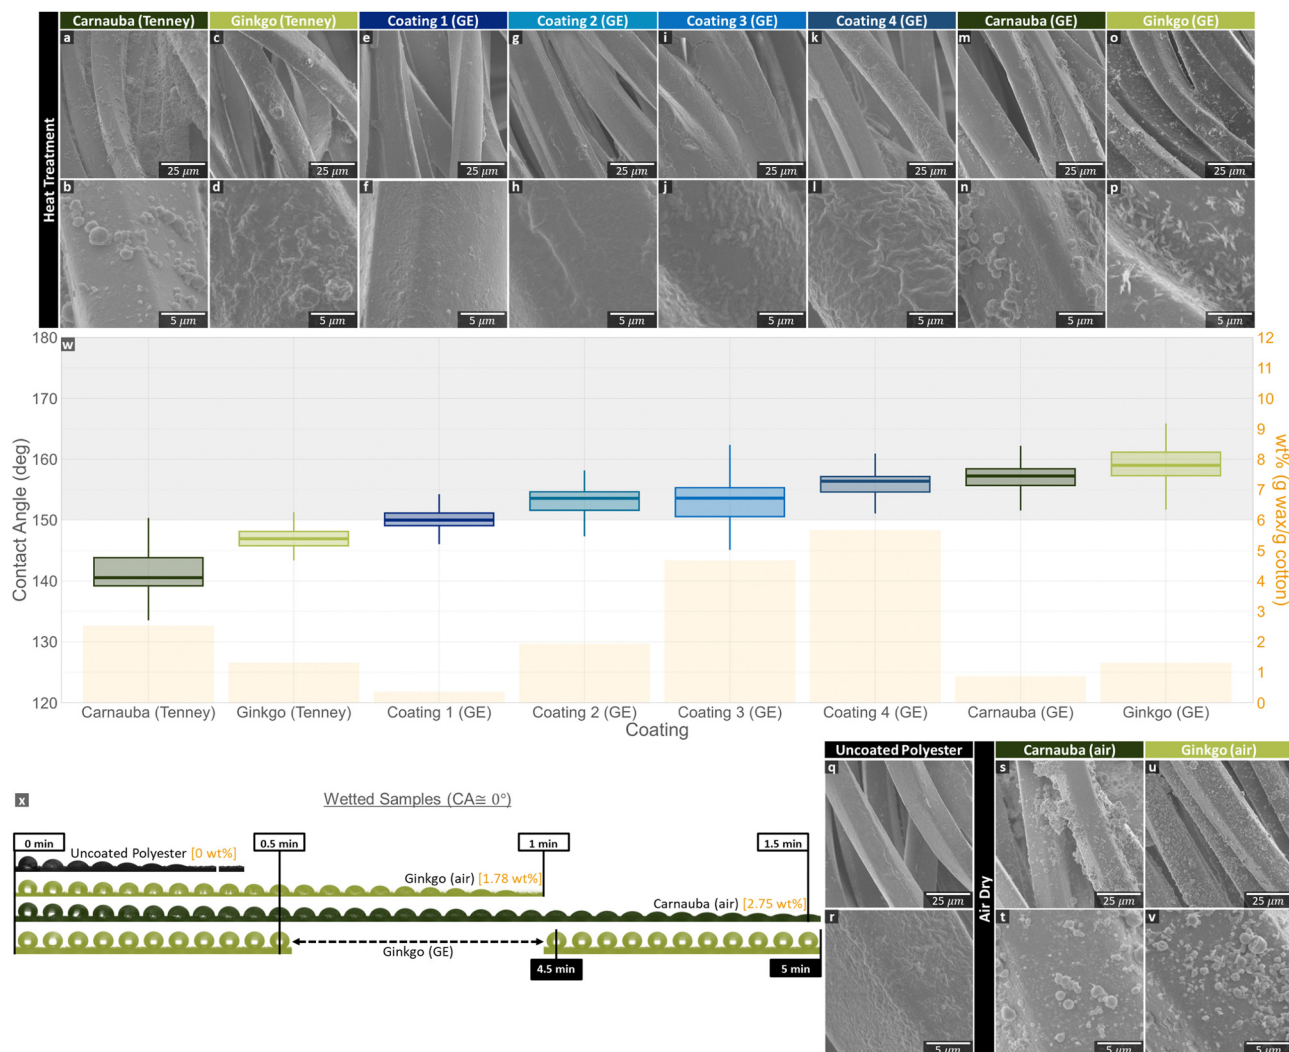 Carnauba (Tenney) Ginkgo (Tenney) Coating 1 (GE) Coating 2 (GE) Coating 3 (GE) Coating 4 (GE) Carnauba (GE) Ginkgo (GE)
Heat Treatment
a c e g i k m o
25 μm 25 μm 25 μm 25 μm 25 μm 25 μm 25 μm 25 μm
b d f h j l n p
5 μm 5 μm 5 μm 5 μm 5 μm 5 μm 5 μm 5 μm
w
Contact Angle (deg)
180
170
160
150
140
130
120
12
11
10
9
8
7
6
5
4
3
2
1
0
wt% (g wax/g cotton)
Carnauba (Tenney) Ginkgo (Tenney) Coating 1 (GE) Coating 2 (GE) Coating 3 (GE) Coating 4 (GE) Carnauba (GE) Ginkgo (GE)
Coating
x
Wetted Samples (CA≅ 0°)
0 min 0.5 min 1 min 1.5 min
Uncoated Polyester [0 wt%]
Ginkgo (air) [1.78 wt%]
Carnauba (air) [2.75 wt%]
Ginkgo (GE)
4.5 min 5 min
Uncoated Polyester
Air Dry
Carnauba (air) Ginkgo (air)
q s u
25 μm 25 μm 25 μm
r t v
5 μm 5 μm 5 μm